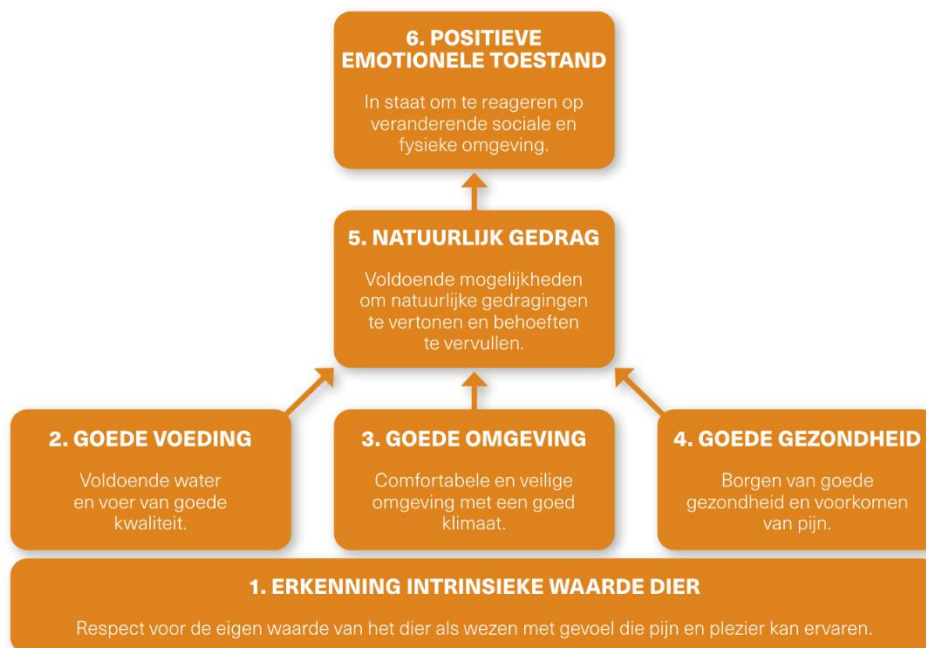 6. POSITIEVE
EMOTIONELE TOESTAND
In staat om te reageren op
veranderende sociale en
fysieke omgeving.
5. NATUURLIJK GEDRAG
Voldoende mogelijkheden
om natuurlijke gedragingen
te vertonen en behoeften
te vervullen.
2. GOEDE VOEDING
Voldoende water
en voer van goede
kwaliteit.
3. GOEDE OMGEVING
Comfortabele en veilige
omgeving met een goed
klimaat.
4. GOEDE GEZONDHEID
Borgen van goede
gezondheid en voorkomen
van pijn.
1. ERKENNING INTRINSIEKE WAARDE DIER
Respect voor de eigen waarde van het dier als wezen met gevoel die pijn en plezier kan ervaren.